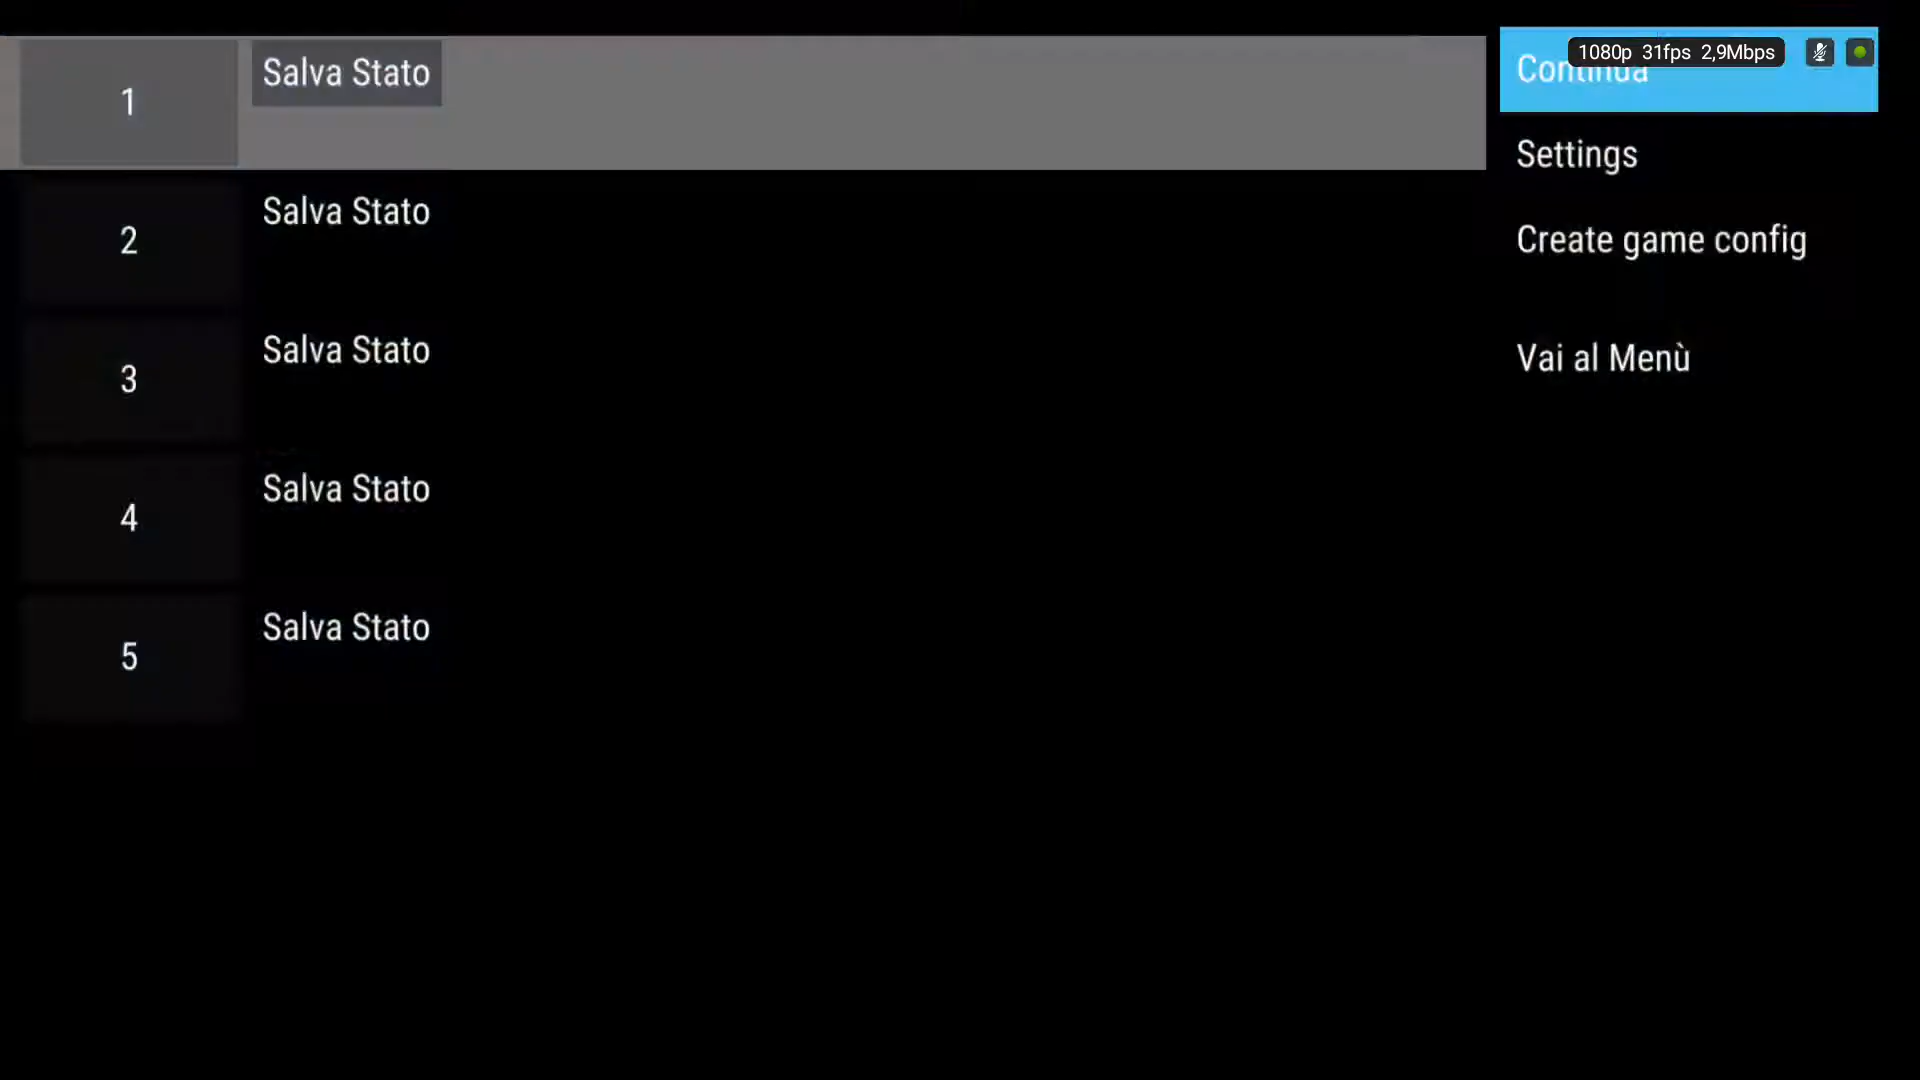 1 Salva Stato
2 Salva Stato
3 Salva Stato
4 Salva Stato
5 Salva Stato
1080p 31fps 2,9Mbps
Continua
Settings
Create game config
Vai al Menù